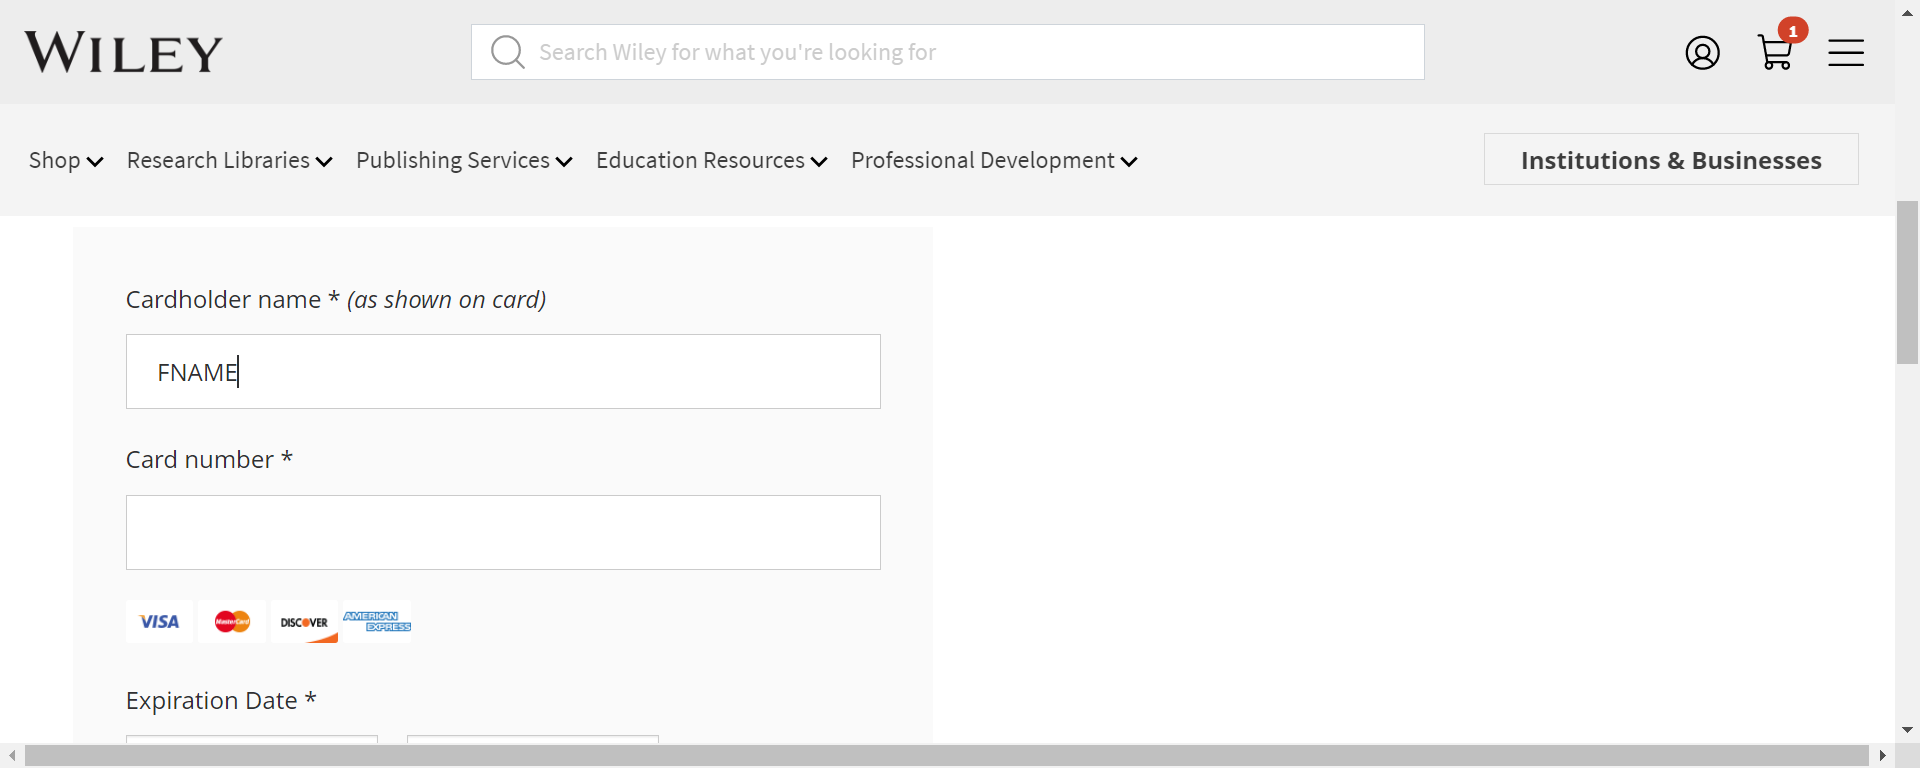 WILEY
Search Wiley for what you're looking for
1
Shop
Research Libraries
Publishing Services
Education Resources
Professional Development
Institutions & Businesses
Cardholder name * (as shown on card)
FNAME
Card number *
VISA
MasterCard
DISCOVER
AMERICAN
EXPRESS
Expiration Date *